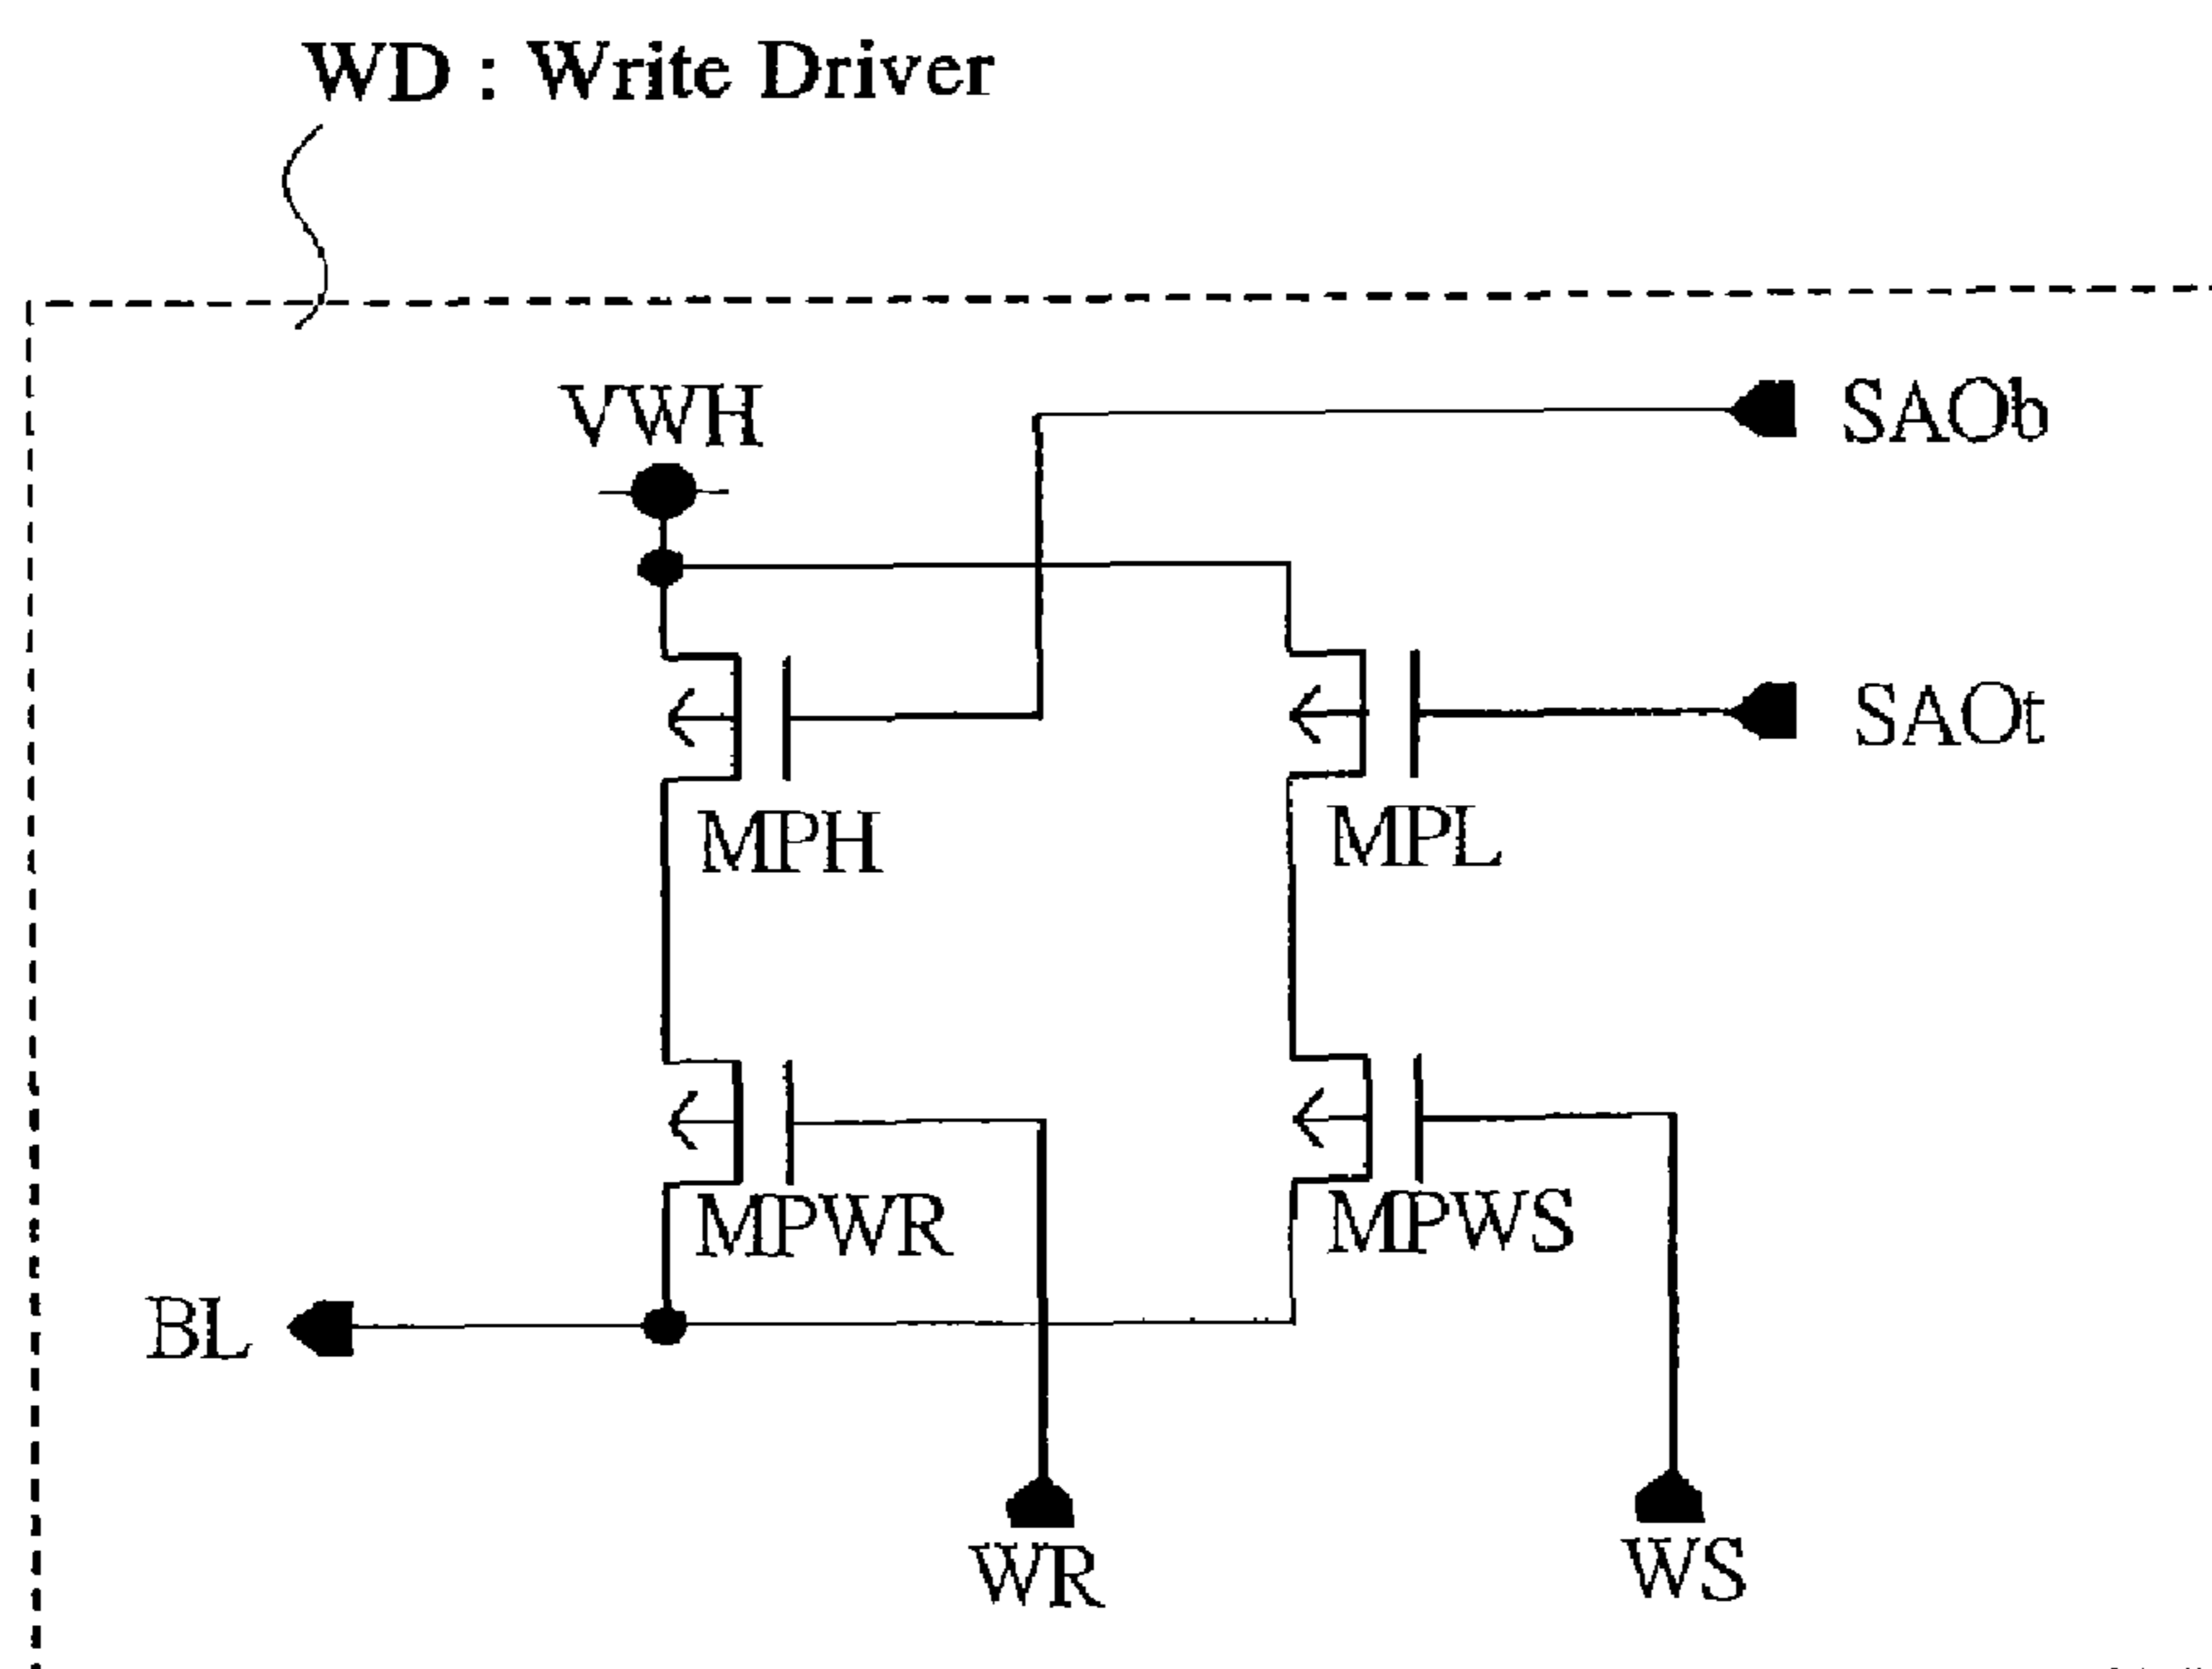 WD : Write Driver
VWH
SAOb
SAOt
MPH
MPL
MPWR
MPWS
BL
WR
WS